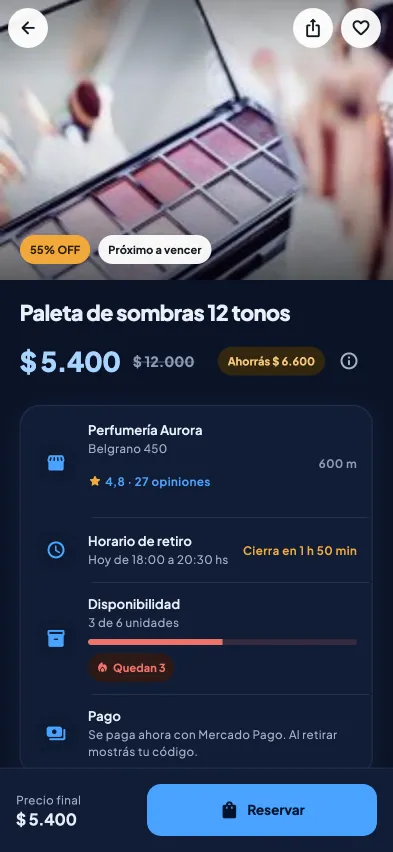 55% OFF
Próximo a vencer
Paleta de sombras 12 tonos
$ 5.400 $ 12.000 Ahorrás $ 6.600
Perfumería Aurora
Belgrano 450
600 m
4,8 · 27 opiniones
Horario de retiro
Hoy de 18:00 a 20:30 hs
Cierra en 1 h 50 min
Disponibilidad
3 de 6 unidades
Quedan 3
Pago
Se paga ahora con Mercado Pago. Al retirar
mostrás tu código.
Precio final
$ 5.400
Reservar